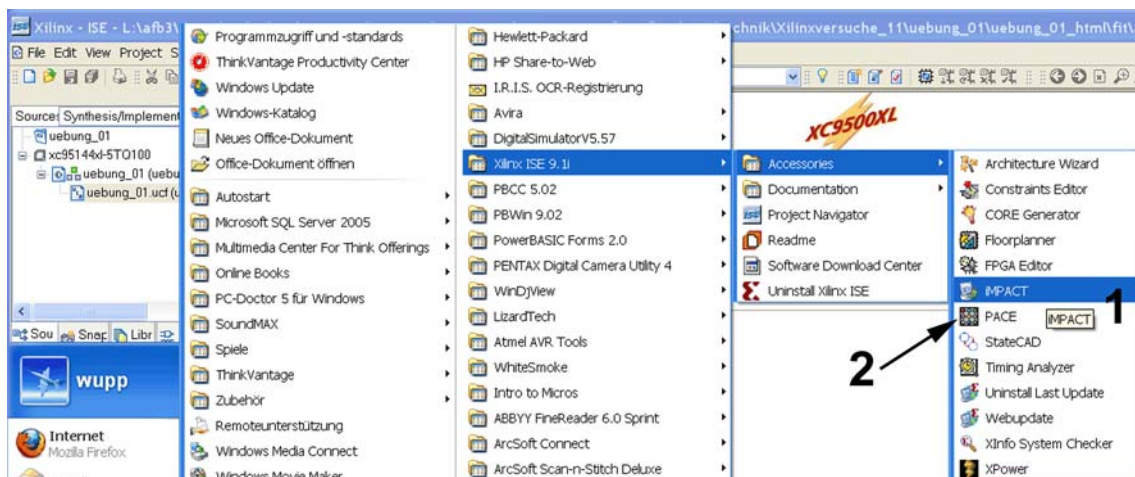 Xilinx - ISE - L:\afb3\
chnik\Xilinxversuche_11\uebung_01\uebung_01_html\fit\
File Edit View Project S
Sources
Synthesis/Implement
uebung_01
xc95144xl-5TQ100
uebung_01 (uebu
uebung_01.ucf (u
Sou
Snap
Libr
wupp
Internet
Mozilla Firefox
Programmzugriff und -standards
ThinkVantage Productivity Center
Windows Update
Windows-Katalog
Neues Office-Dokument
Office-Dokument öffnen
Autostart
Microsoft SQL Server 2005
Multimedia Center For Think Offerings
Online Books
PC-Doctor 5 für Windows
SoundMAX
Spiele
ThinkVantage
Zubehör
Remoteunterstützung
Windows Media Connect
Windows Movie Maker
Hewlett-Packard
HP Share-to-Web
I.R.I.S. OCR-Registrierung
Avira
DigitalSimulatorV5.57
Xilinx ISE 9.1i
PBCC 5.02
PBWin 9.02
PowerBASIC Forms 2.0
PENTAX Digital Camera Utility 4
WinDjView
LizardTech
Atmel AVR Tools
WhiteSmoke
Intro to Micros
ABBYY FineReader 6.0 Sprint
ArcSoft Connect
ArcSoft Scan-n-Stitch Deluxe
XC9500XL
Accessories
Documentation
Project Navigator
Readme
Software Download Center
Uninstall Xilinx ISE
Architecture Wizard
Constraints Editor
CORE Generator
Floorplanner
FPGA Editor
iMPACT
1
PACE
iMPACT
2
StateCAD
Timing Analyzer
Uninstall Last Update
Webupdate
XInfo System Checker
XPower